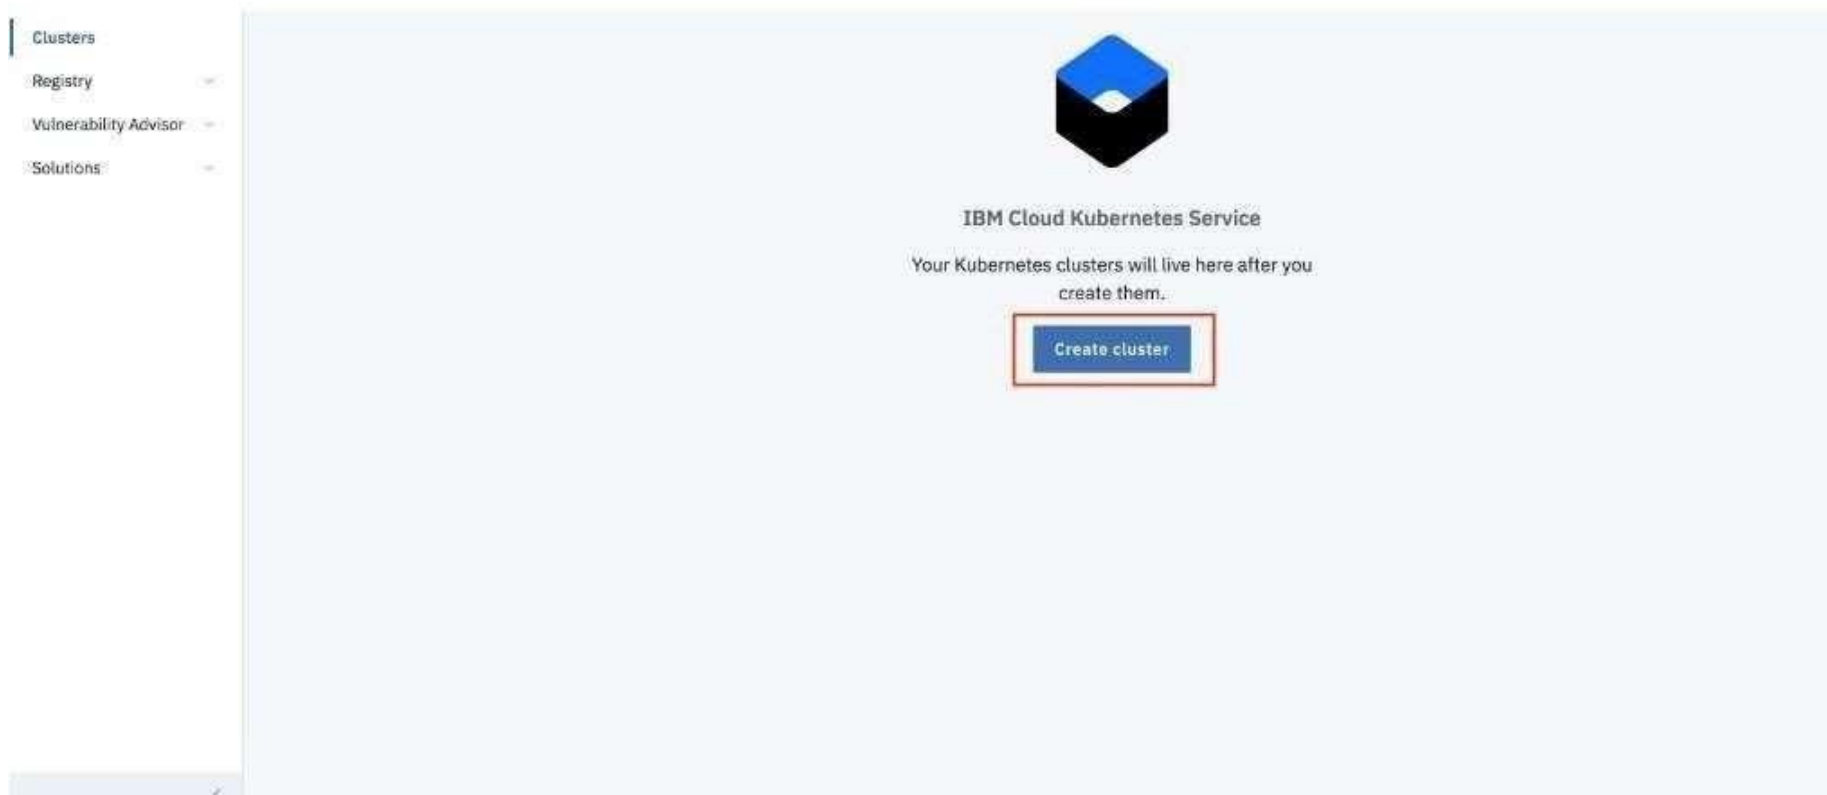 Clusters
Registry
Vulnerability Advisor
Solutions
IBM Cloud Kubernetes Service
Your Kubernetes clusters will live here after you
create them.
Create cluster